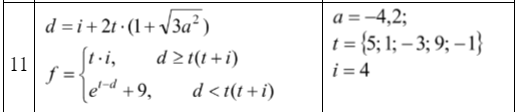 11
d = i + 2t · (1 + √3a²)
f = { t · i, d ≥ t(t + i)
e^(t-d) + 9, d < t(t + i)
a = –4,2;
t = {5; 1; – 3; 9; –1}
i = 4